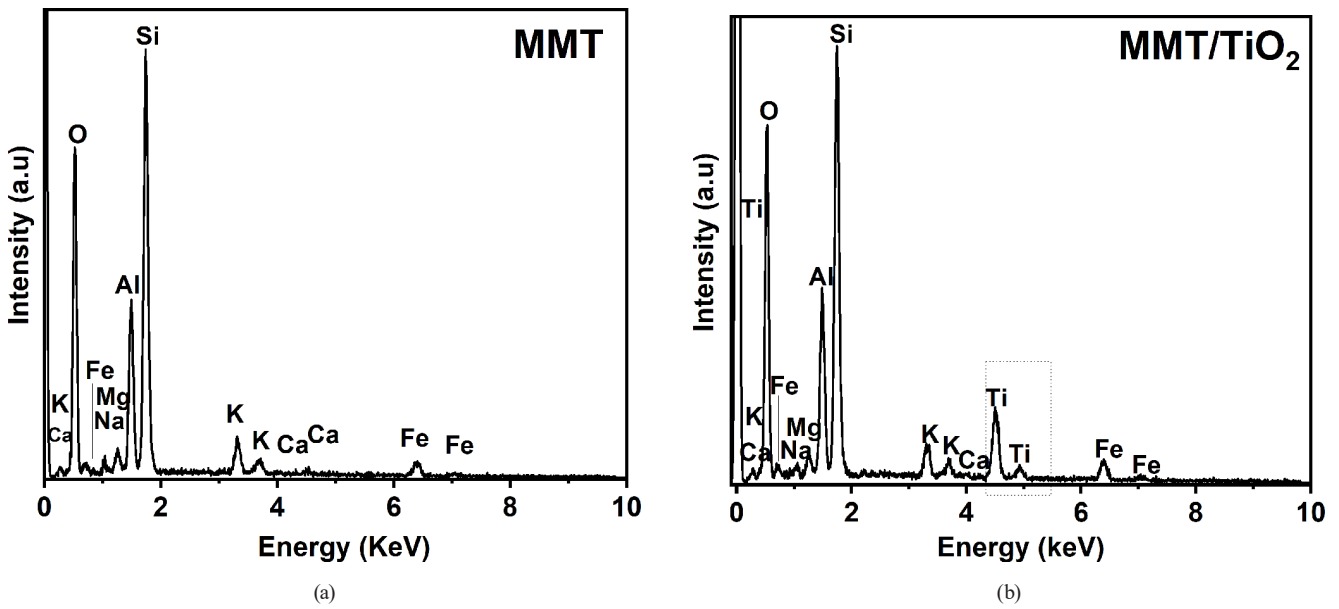 MMT
Si
O
Al
Fe
Mg
Na
K
Ca
K
K
Ca
Ca
Fe
Fe
Intensity (a.u)
0
2
4
6
8
10
Energy (KeV)
(a)
MMT/TiO₂
Si
O
Ti
Al
Fe
K
Mg
Ca
Na
K
K
Ca
Ti
Ti
Fe
Fe
Intensity (a.u)
0
2
4
6
8
10
Energy (keV)
(b)